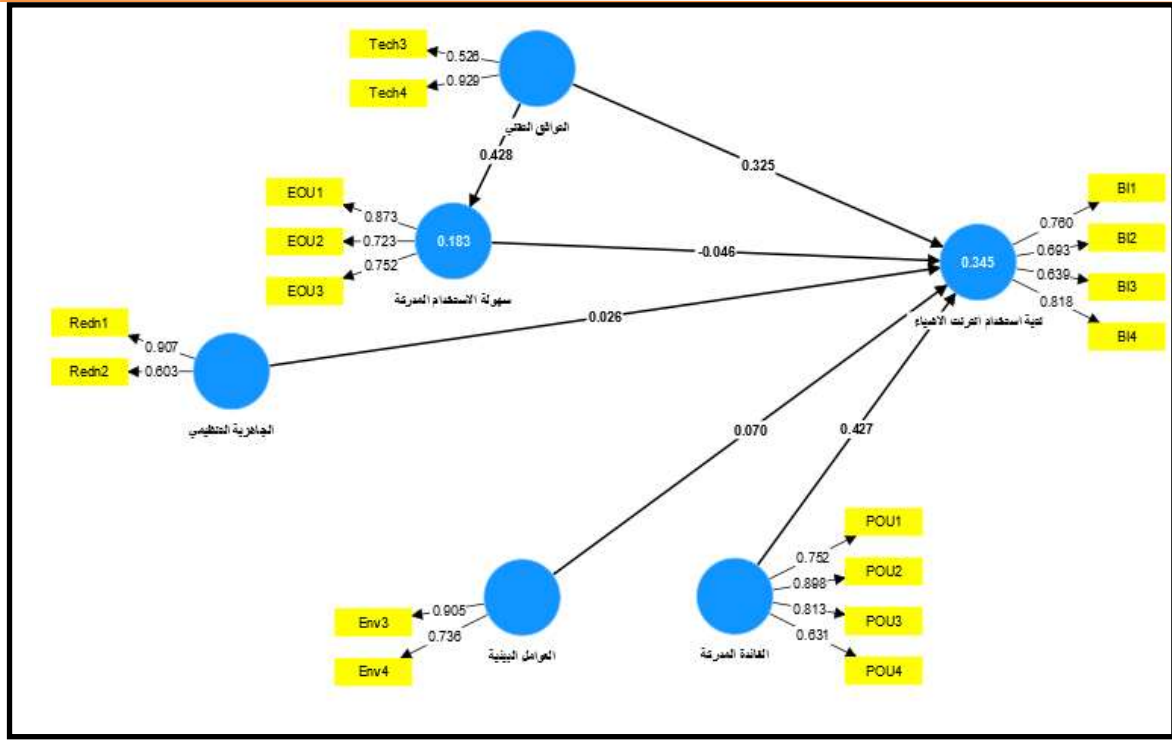 Tech3
0.526
Tech4
0.929
التوافق التقني
0.428
0.325
EOU1
0.873
EOU2
0.723
EOU3
0.752
0.183
سهولة الاستخدام المدركة
-0.046
BI1
0.760
BI2
0.693
BI3
0.639
BI4
0.818
0.345
لنية استخدام انترنت الاشياء
Redn1
0.907
Redn2
0.603
الجاهزية التنظيمي
0.026
0.070
0.427
Env3
0.905
Env4
0.736
العوامل البيئية
POU1
0.752
POU2
0.898
POU3
0.813
POU4
0.631
الفائدة المدركة